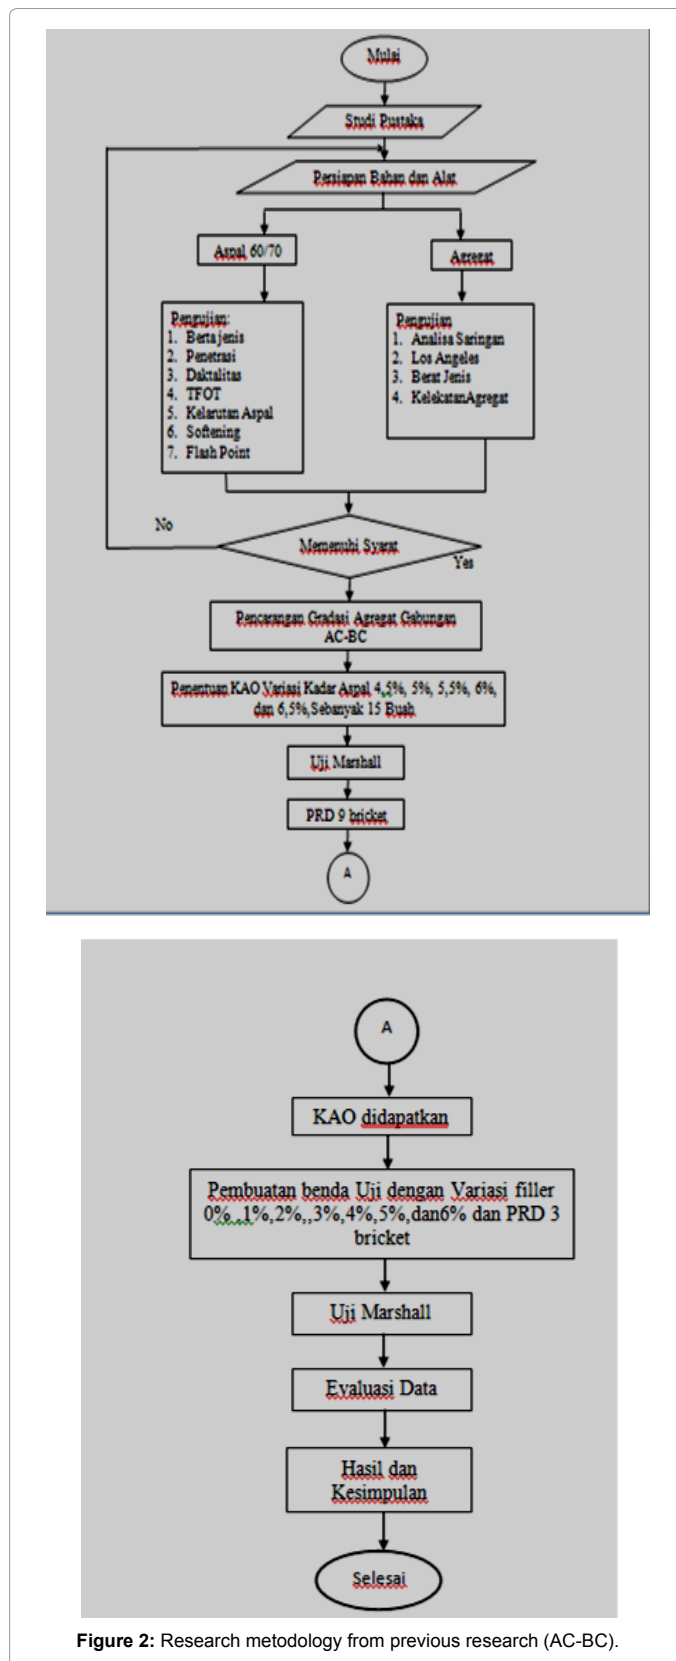 Mulai
Studi Pustaka
Persiapan Bahan dan Alat
Aspal 60/70
Agregat
Pengujian:
1. Berta jenis
2. Penetrasi
3. Daktalitas
4. TFOT
5. Kelarutan Aspal
6. Softening
7. Flash Point
Pengujian
1. Analisa Saringan
2. Los Angeles
3. Berat Jenis
4. KelekatanAgregat
No
Memenuhi Syarat
Yes
Pencarangan Gradasi Agregat Gabungan
AC-BC
Penentuan KAO Variasi Kadar Aspal 4,5%, 5%, 5,5%, 6%,
dan 6,5%,Sebanyak 15 Buah
Uji Marshall
PRD 9 bricket
A
A
KAO didapatkan
Pembuatan benda Uji dengan Variasi filler
0% ,1%,2%,,3%,4%,5%,dan6% dan PRD 3
bricket
Uji Marshall
Evaluasi Data
Hasil dan
Kesimpulan
Selesai
Figure 2: Research metodology from previous research (AC-BC).